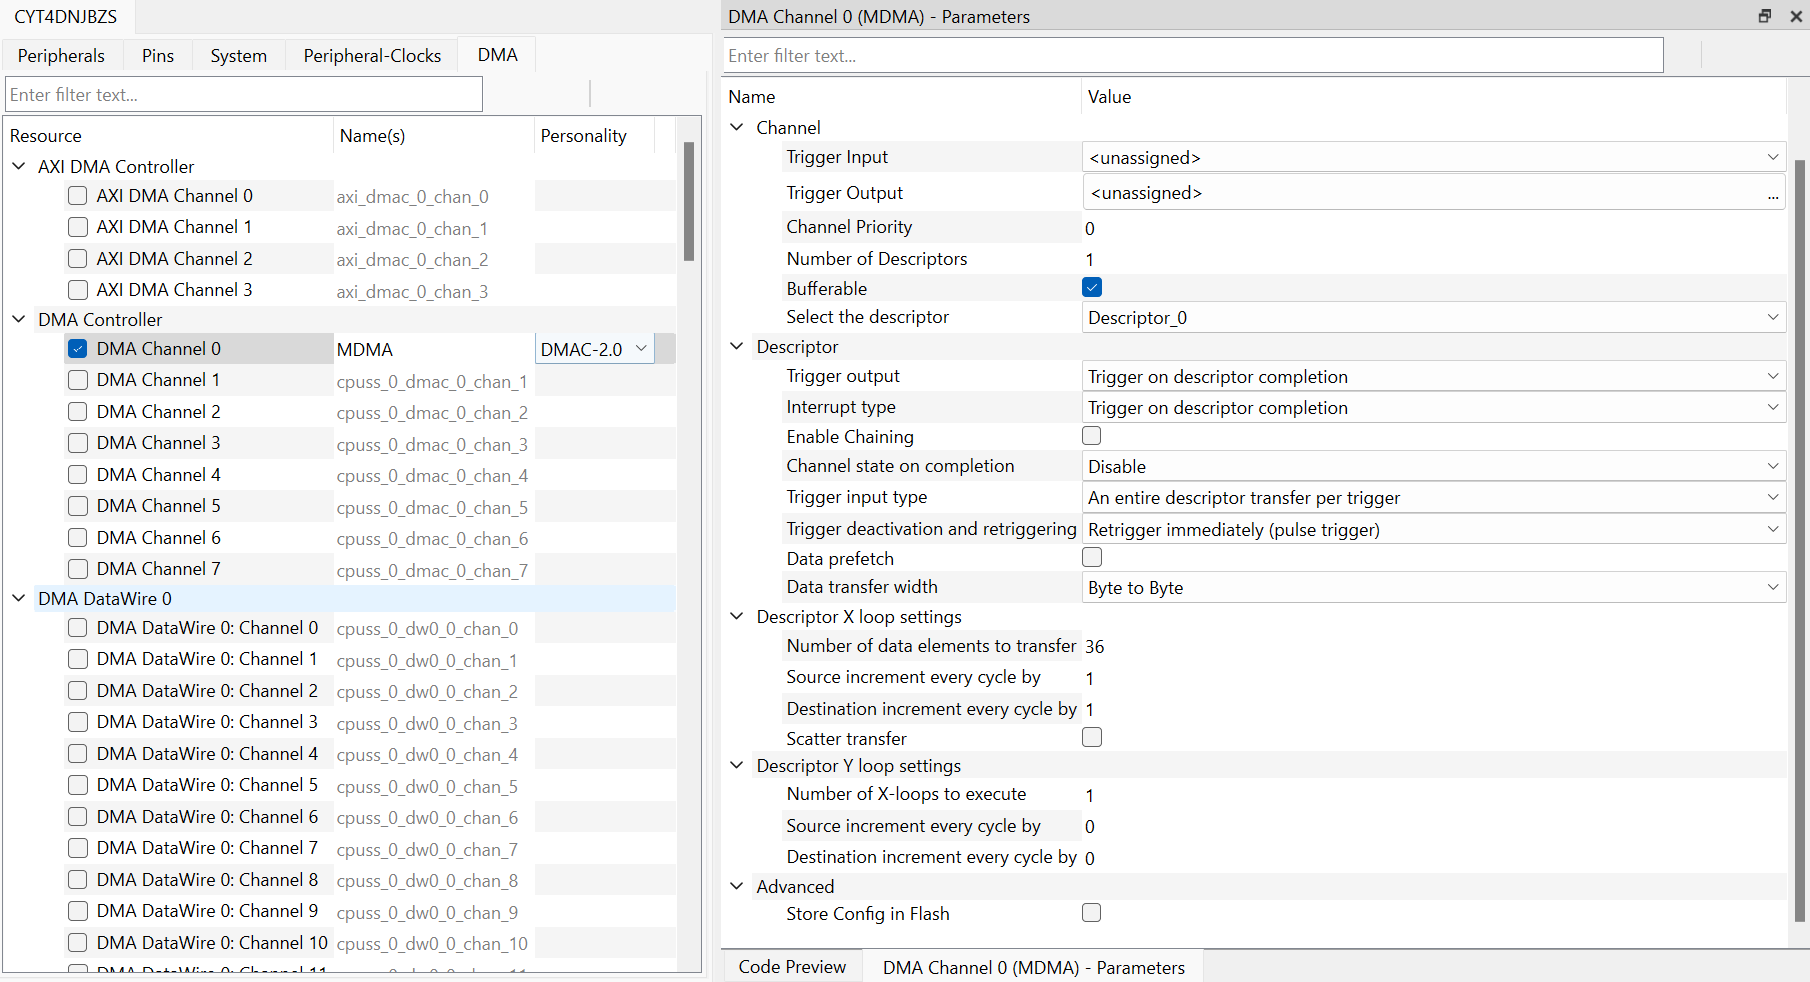 CYT4DNJBZS
Peripherals Pins System Peripheral-Clocks DMA
Enter filter text...
Resource Name(s) Personality
AXI DMA Controller
AXI DMA Channel 0 axi_dmac_0_chan_0
AXI DMA Channel 1 axi_dmac_0_chan_1
AXI DMA Channel 2 axi_dmac_0_chan_2
AXI DMA Channel 3 axi_dmac_0_chan_3
DMA Controller
DMA Channel 0 MDMA DMAC-2.0
DMA Channel 1 cpuss_0_dmac_0_chan_1
DMA Channel 2 cpuss_0_dmac_0_chan_2
DMA Channel 3 cpuss_0_dmac_0_chan_3
DMA Channel 4 cpuss_0_dmac_0_chan_4
DMA Channel 5 cpuss_0_dmac_0_chan_5
DMA Channel 6 cpuss_0_dmac_0_chan_6
DMA Channel 7 cpuss_0_dmac_0_chan_7
DMA DataWire 0
DMA DataWire 0: Channel 0 cpuss_0_dw0_0_chan_0
DMA DataWire 0: Channel 1 cpuss_0_dw0_0_chan_1
DMA DataWire 0: Channel 2 cpuss_0_dw0_0_chan_2
DMA DataWire 0: Channel 3 cpuss_0_dw0_0_chan_3
DMA DataWire 0: Channel 4 cpuss_0_dw0_0_chan_4
DMA DataWire 0: Channel 5 cpuss_0_dw0_0_chan_5
DMA DataWire 0: Channel 6 cpuss_0_dw0_0_chan_6
DMA DataWire 0: Channel 7 cpuss_0_dw0_0_chan_7
DMA DataWire 0: Channel 8 cpuss_0_dw0_0_chan_8
DMA DataWire 0: Channel 9 cpuss_0_dw0_0_chan_9
DMA DataWire 0: Channel 10 cpuss_0_dw0_0_chan_10
DMA Channel 0 (MDMA) - Parameters
Enter filter text...
Name Value
Channel
Trigger Input <unassigned>
Trigger Output <unassigned> ...
Channel Priority 0
Number of Descriptors 1
Bufferable
Select the descriptor Descriptor_0
Descriptor
Trigger output Trigger on descriptor completion
Interrupt type Trigger on descriptor completion
Enable Chaining
Channel state on completion Disable
Trigger input type An entire descriptor transfer per trigger
Trigger deactivation and retriggering Retrigger immediately (pulse trigger)
Data prefetch
Data transfer width Byte to Byte
Descriptor X loop settings
Number of data elements to transfer 36
Source increment every cycle by 1
Destination increment every cycle by 1
Scatter transfer
Descriptor Y loop settings
Number of X-loops to execute 1
Source increment every cycle by 0
Destination increment every cycle by 0
Advanced
Store Config in Flash
Code Preview DMA Channel 0 (MDMA) - Parameters